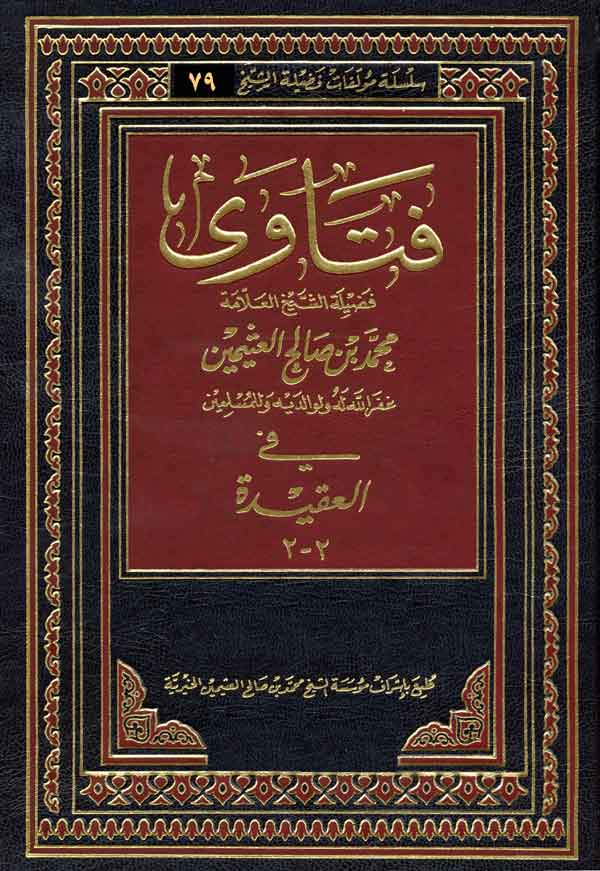 سلسلة مؤلفات فضيلة الشيخ ٧٩
فتاوى
فضيلة الشيخ العلامة
محمد بن صالح العثيمين
غفر الله له ولوالديه وللمسلمين
في
العقيدة
٢-٢
طبع بإشراف مؤسسة الشيخ محمد بن صالح العثيمين الخيرية